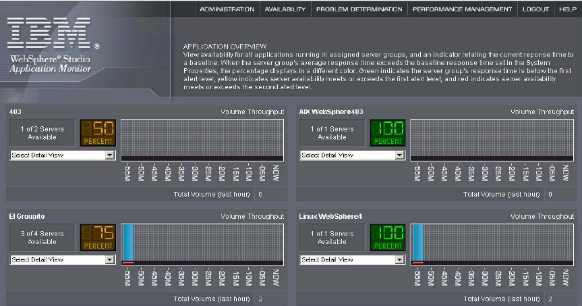 ADMINISTRATION AVAILABILITY PROBLEM DETERMINATION PERFORMANCE MANAGEMENT LOGOUT HELP
IBM ®
WebSphere® Studio
Application Monitor
APPLICATION OVERVIEW
View availability for all applications running in assigned server groups, and an indicator relating the current response time to
a baseline. When the server group's average response time exceeds the baseline response time set in the System
Properties, the percentage displays in a different color. Green indicates the server group's response time is below the first
alert level, yellow indicates server availability meets or exceeds the first alert level, and red indicates server availability
meets or exceeds the second alert level.
403 Volume Throughput
1 of 2 Servers
Available
50
PERCENT
Select Detail View
-55M -50M -45M -40M -35M -30M -25M -20M -15M -10M -05M NOW
Total Volume (last hour) 0
AIX WebSphere403 Volume Throughput
1 of 1 Servers
Available
100
PERCENT
Select Detail View
-55M -50M -45M -40M -35M -30M -25M -20M -15M -10M -05M NOW
Total Volume (last hour) 0
El Groupito Volume Throughput
3 of 4 Servers
Available
75
PERCENT
Select Detail View
-55M -50M -45M -40M -35M -30M -25M -20M -15M -10M -05M NOW
Total Volume (last hour) 2
Linux WebSphere4 Volume Throughput
1 of 1 Servers
Available
100
PERCENT
Select Detail View
-55M -50M -45M -40M -35M -30M -25M -20M -15M -10M -05M NOW
Total Volume (last hour) 2